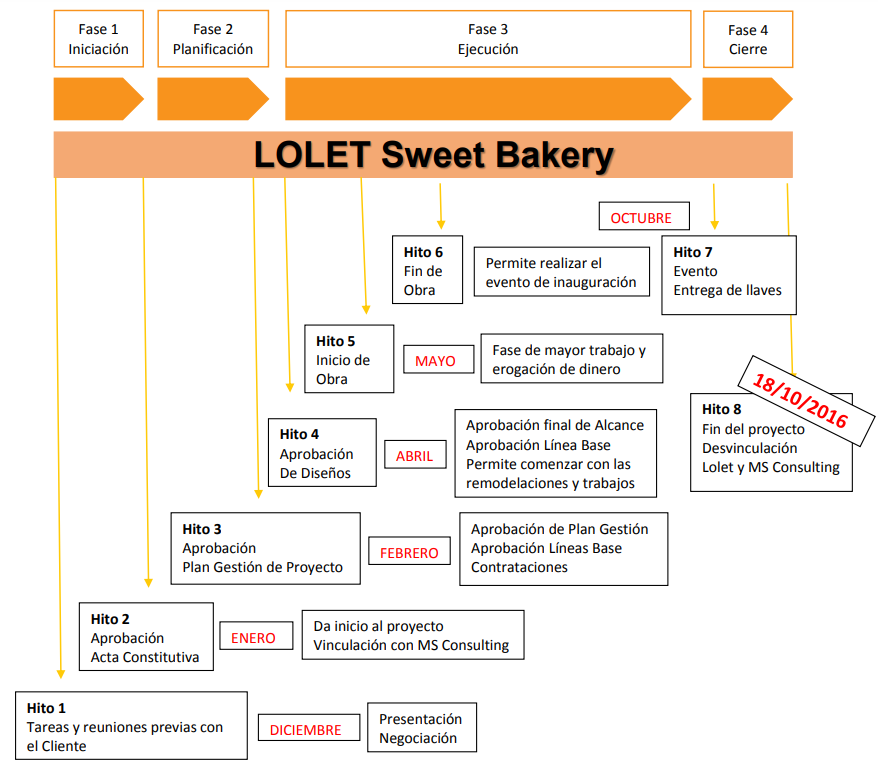 Fase 1
Iniciación
Fase 2
Planificación
Fase 3
Ejecución
Fase 4
Cierre
LOLET Sweet Bakery
OCTUBRE
Hito 6
Fin de
Obra
Permite realizar el
evento de inauguración
Hito 7
Evento
Entrega de llaves
Hito 5
Inicio de
Obra
MAYO
Fase de mayor trabajo y
erogación de dinero
18/10/2016
Hito 8
Fin del proyecto
Desvinculación
Lolet y MS Consulting
Hito 4
Aprobación
De Diseños
ABRIL
Aprobación final de Alcance
Aprobación Línea Base
Permite comenzar con las
remodelaciones y trabajos
Hito 3
Aprobación
Plan Gestión de Proyecto
FEBRERO
Aprobación de Plan Gestión
Aprobación Líneas Base
Contrataciones
Hito 2
Aprobación
Acta Constitutiva
ENERO
Da inicio al proyecto
Vinculación con MS Consulting
Hito 1
Tareas y reuniones previas con
el Cliente
DICIEMBRE
Presentación
Negociación